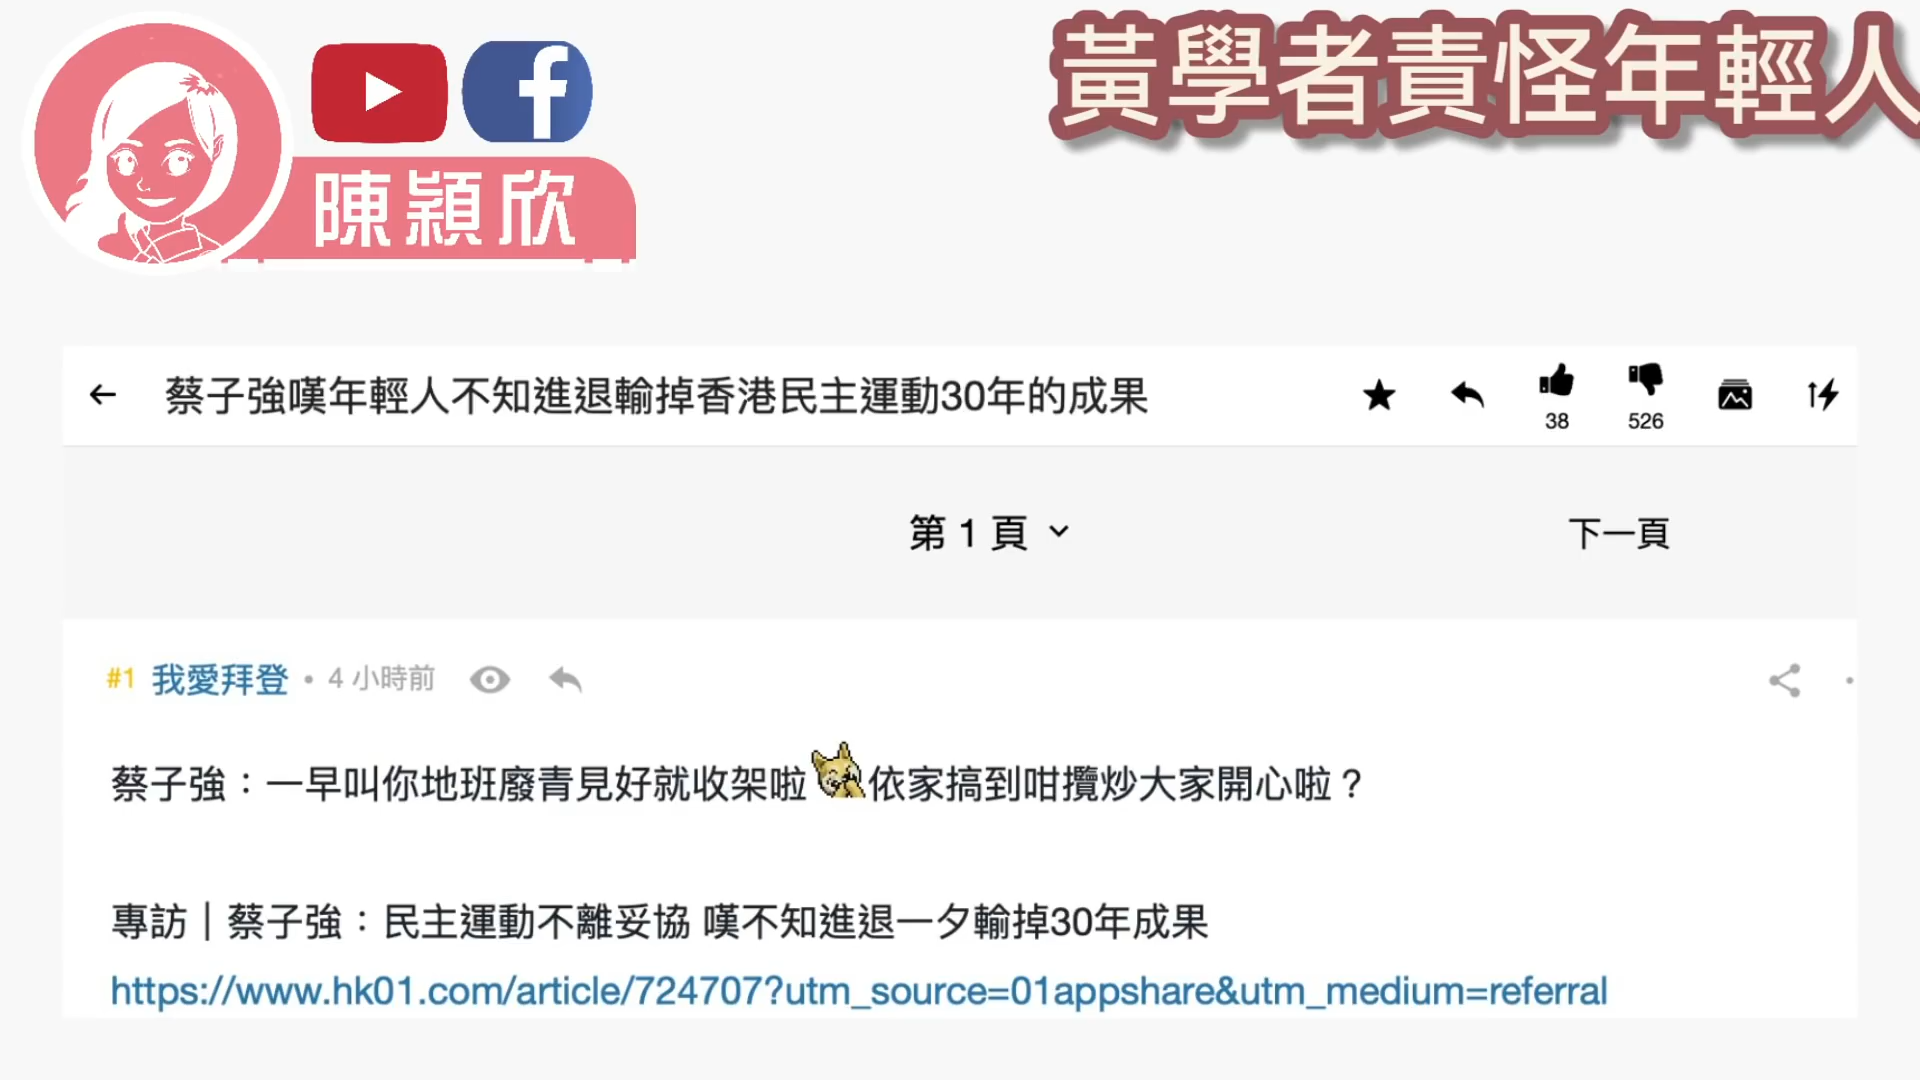 黃學者責怪年輕人
陳穎欣
蔡子強嘆年輕人不知進退輸掉香港民主運動30年的成果
38
526
第 1 頁
下一頁
#1 我愛拜登 • 4 小時前
蔡子強：一早叫你地班廢青見好就收架啦依家搞到咁攬炒大家開心啦？
專訪｜蔡子強：民主運動不離妥協 嘆不知進退一夕輸掉30年成果
https://www.hk01.com/article/724707?utm_source=01appshare&utm_medium=referral